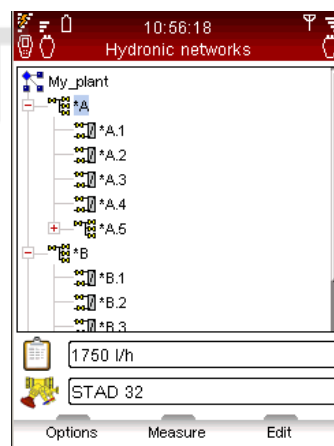 10:56:18
Hydronic networks
My_plant
*A
*A.1
*A.2
*A.3
*A.4
*A.5
*B
*B.1
*B.2
*B.3
1750 l/h
STAD 32
Options Measure Edit